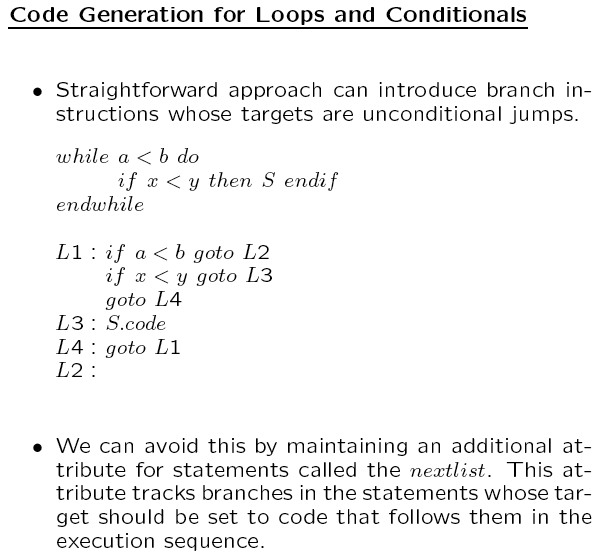 Code Generation for Loops and Conditionals
• Straightforward approach can introduce branch in-
structions whose targets are unconditional jumps.
while a < b do
if x < y then S endif
endwhile
L1 : if a < b goto L2
if x < y goto L3
goto L4
L3 : S.code
L4 : goto L1
L2 :
• We can avoid this by maintaining an additional at-
tribute for statements called the nextlist. This at-
tribute tracks branches in the statements whose tar-
get should be set to code that follows them in the
execution sequence.